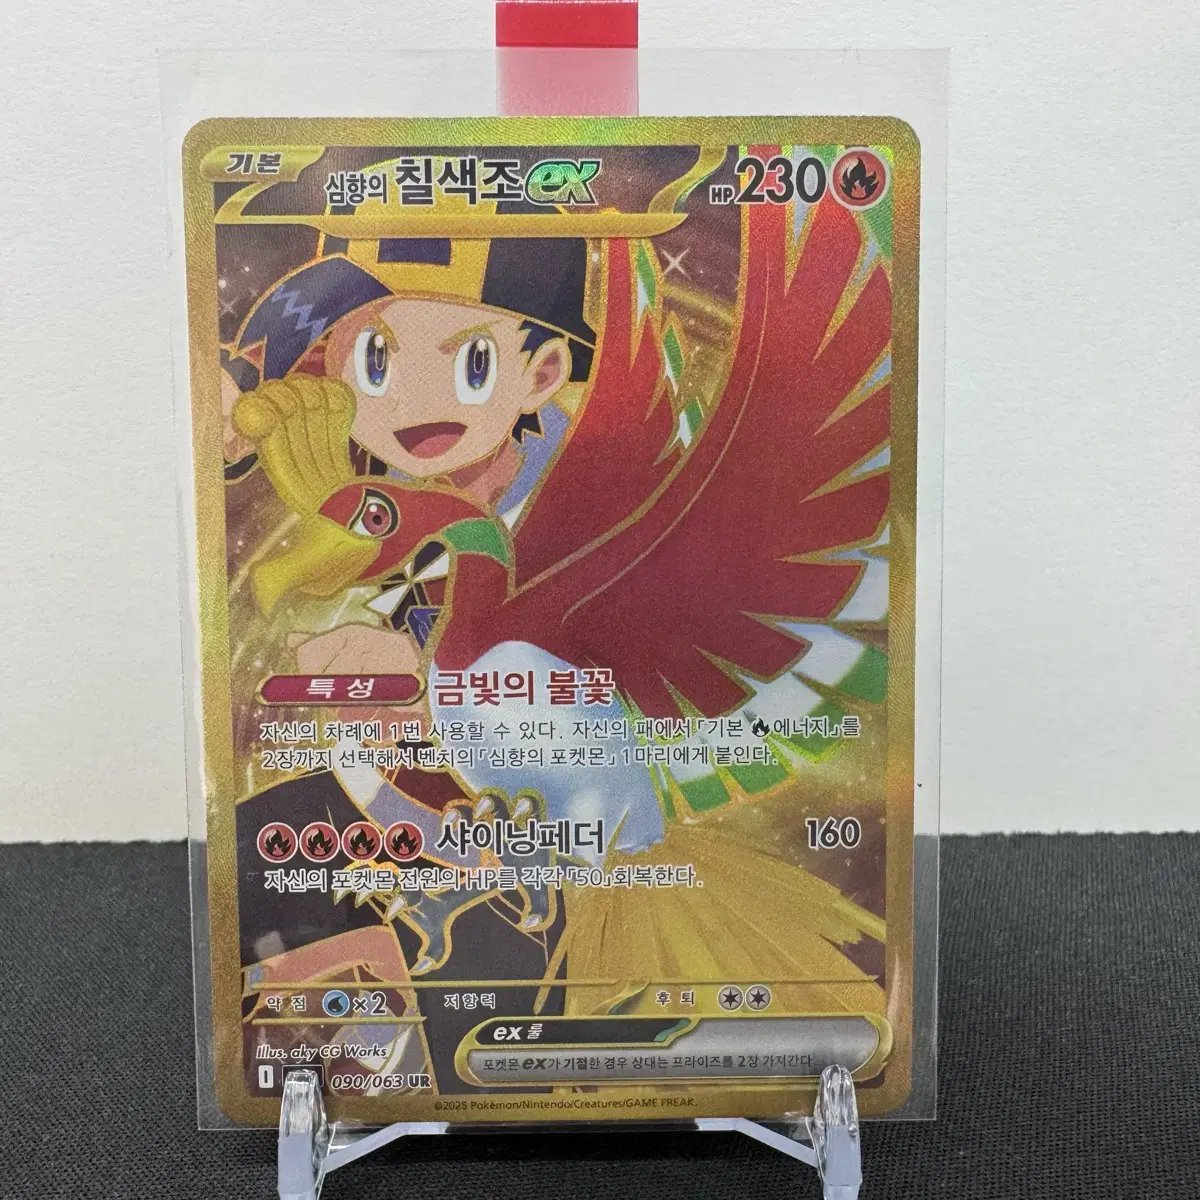 기본
심향의 칠색조 ex
HP 230
특성 금빛의 불꽃
자신의 차례에 1번 사용할 수 있다. 자신의 패에서 「기본 에너지」를
2장까지 선택해서 벤치의 「심향의 포켓몬」 1마리에게 붙인다.
샤이닝페더 160
자신의 포켓몬 전원의 HP를 각각 「50」회복한다.
약점 ×2 저항력 후퇴
ex 룰
포켓몬 ex가 기절한 경우 상대는 프라이즈를 2장 가져간다.
Illus. aky CG Works
090/063 UR
©2025 Pokémon/Nintendo/Creatures/GAME FREAK.